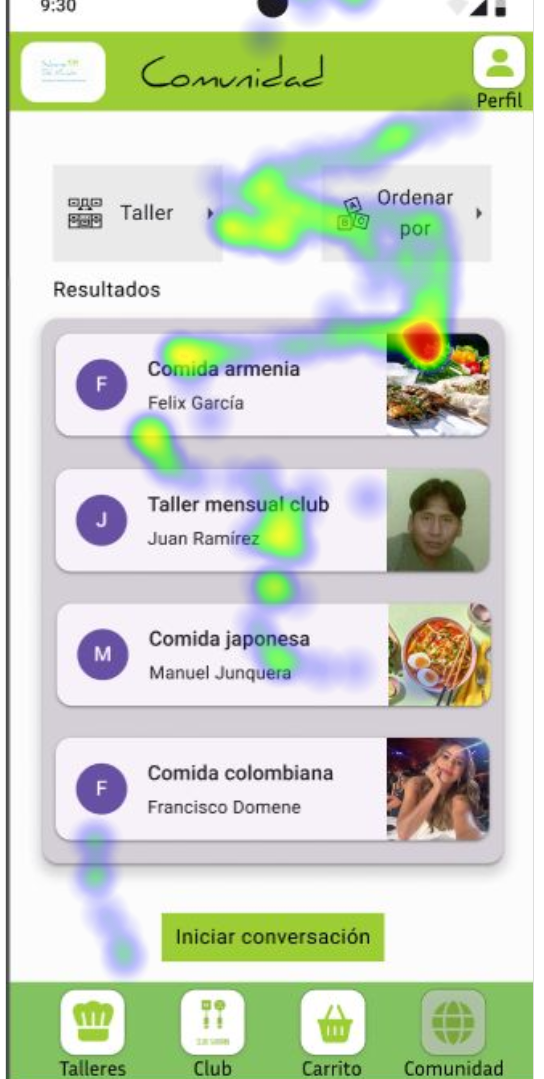 9:30
Comunidad
Perfil
Taller
Ordenar
por
Resultados
F
Comida armenia
Felix García
J
Taller mensual club
Juan Ramírez
M
Comida japonesa
Manuel Junquera
F
Comida colombiana
Francisco Domene
Iniciar conversación
Talleres
Club
Carrito
Comunidad